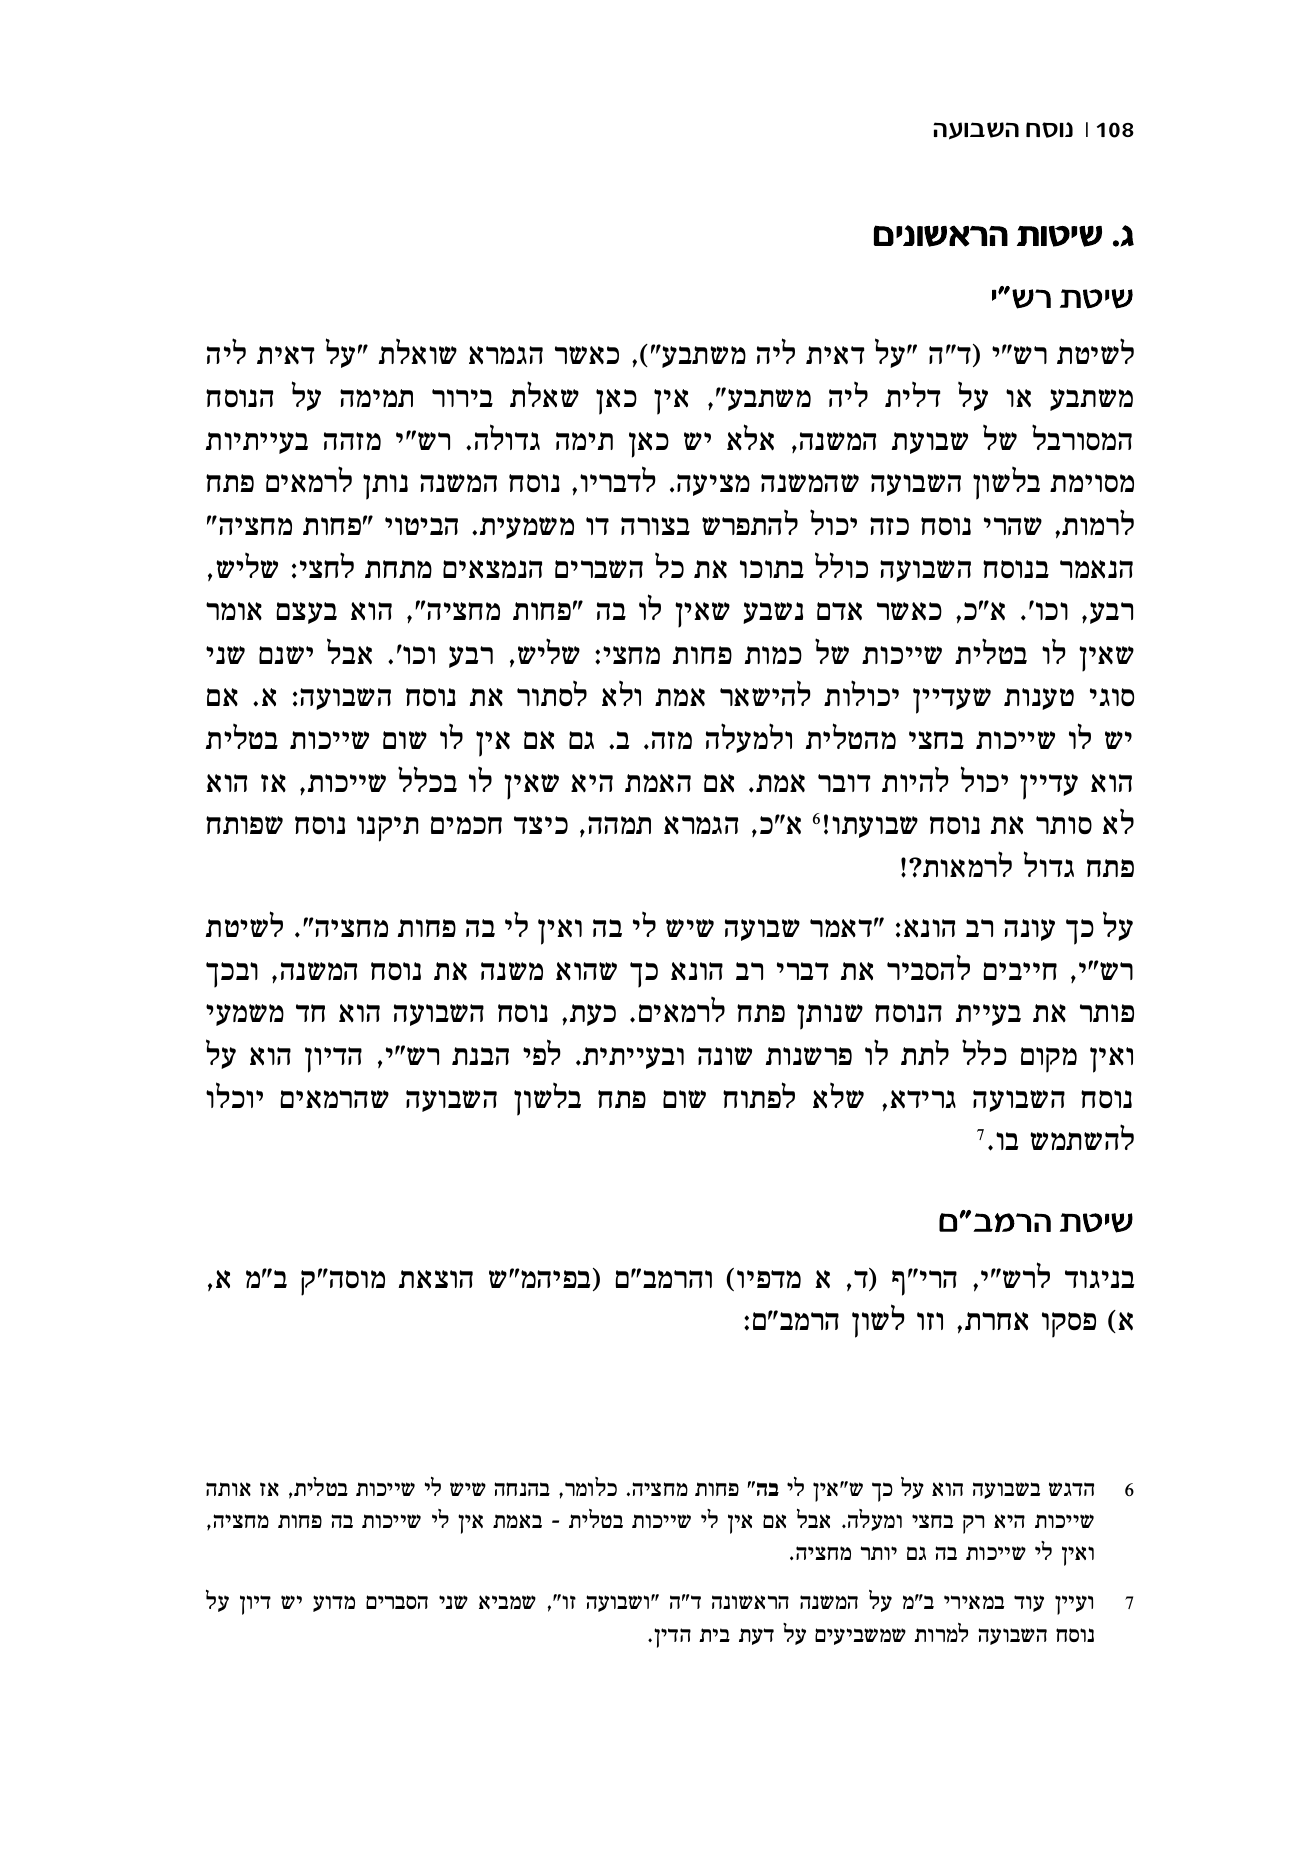 108 | נוסח השבועה
ג. שיטות הראשונים
שיטת רש"י
לשיטת רש"י (ד"ה "על דאית ליה משתבע"), כאשר הגמרא שואלת "על דאית ליה
משתבע או על דלית ליה משתבע", אין כאן שאלת בירור תמימה על הנוסח
המסורבל של שבועת המשנה, אלא יש כאן תימה גדולה. רש"י מזהה בעייתיות
מסוימת בלשון השבועה שהמשנה מציעה. לדבריו, נוסח המשנה נותן לרמאים פתח
לרמות, שהרי נוסח כזה יכול להתפרש בצורה דו משמעית. הביטוי "פחות מחציה"
הנאמר בנוסח השבועה כולל בתוכו את כל השברים הנמצאים מתחת לחצי: שליש,
רבע, וכו'. א"כ, כאשר אדם נשבע שאין לו בה "פחות מחציה", הוא בעצם אומר
שאין לו בטלית שייכות של כמות פחות מחצי: שליש, רבע וכו'. אבל ישנם שני
סוגי טענות שעדיין יכולות להישאר אמת ולא לסתור את נוסח השבועה: א. אם
יש לו שייכות בחצי מהטלית ולמעלה מזה. ב. גם אם אין לו שום שייכות בטלית
הוא עדיין יכול להיות דובר אמת. אם האמת היא שאין לו בכלל שייכות, אז הוא
לא סותר את נוסח שבועתו!6 א"כ, הגמרא תמהה, כיצד חכמים תיקנו נוסח שפותח
פתח גדול לרמאות?!
על כך עונה רב הונא: "דאמר שבועה שיש לי בה ואין לי בה פחות מחציה". לשיטת
רש"י, חייבים להסביר את דברי רב הונא כך שהוא משנה את נוסח המשנה, ובכך
פותר את בעיית הנוסח שנותן פתח לרמאים. כעת, נוסח השבועה הוא חד משמעי
ואין מקום כלל לתת לו פרשנות שונה ובעייתית. לפי הבנת רש"י, הדיון הוא על
נוסח השבועה גרידא, שלא לפתוח שום פתח בלשון השבועה שהרמאים יוכלו
להשתמש בו.7
שיטת הרמב"ם
בניגוד לרש"י, הרי"ף (ד, א מדפיו) והרמב"ם (בפיהמ"ש הוצאת מוסה"ק ב"מ א,
א) פסקו אחרת, וזו לשון הרמב"ם:
6 הדגש בשבועה הוא על כך ש"אין לי בה" פחות מחציה. כלומר, בהנחה שיש לי שייכות בטלית, אז אותה
שייכות היא רק בחצי ומעלה. אבל אם אין לי שייכות בטלית - באמת אין לי שייכות בה פחות מחציה,
ואין לי שייכות בה גם יותר מחציה.
7 ועיין עוד במאירי ב"מ על המשנה הראשונה ד"ה "ושבועה זו", שמביא שני הסברים מדוע יש דיון על
נוסח השבועה למרות שמשביעים על דעת בית הדין.